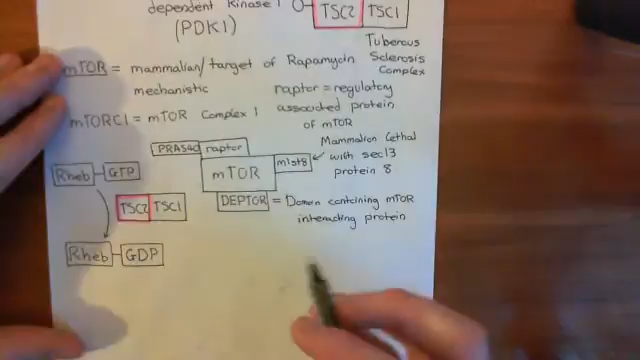 dependent Kinase 1
(PDK1)
O- TSC2 TSC1
Tuberous
Sclerosis
Complex
mTOR = mammalian/ target of Rapamycin
mechanistic
raptor = regulatory
associated protein
of mTOR
mTORC1 = mTOR Complex 1
PRAS40 raptor
mTOR
mlst8
Mammalian Lethal
with sec13
protein 8
DEPTOR = Domain containing mTOR
interacting protein
Rheb GTP
TSC2 TSC1
Rheb GDP